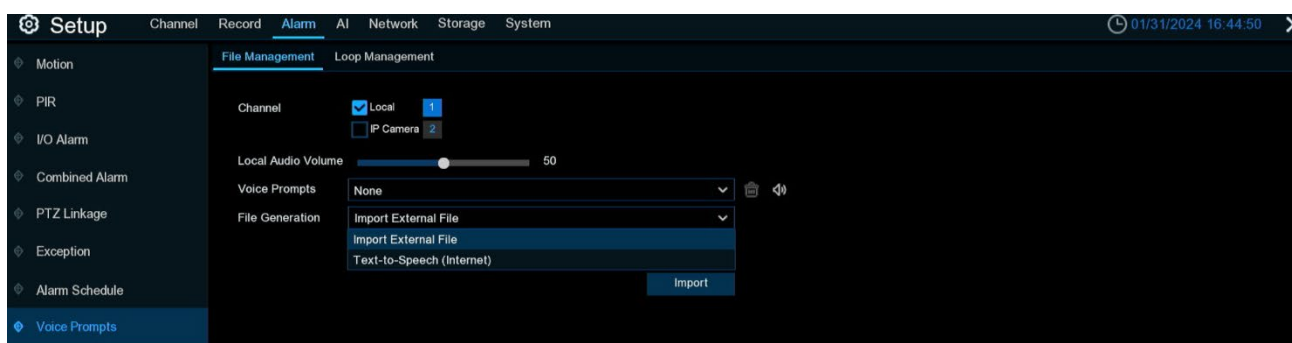 Setup Channel Record Alarm AI Network Storage System 01/31/2024 16:44:50
File Management Loop Management
Motion
PIR
I/O Alarm
Combined Alarm
PTZ Linkage
Exception
Alarm Schedule
Voice Prompts
Channel Local 1
IP Camera 2
Local Audio Volume 50
Voice Prompts None
File Generation Import External File
Import External File
Text-to-Speech (Internet)
Import